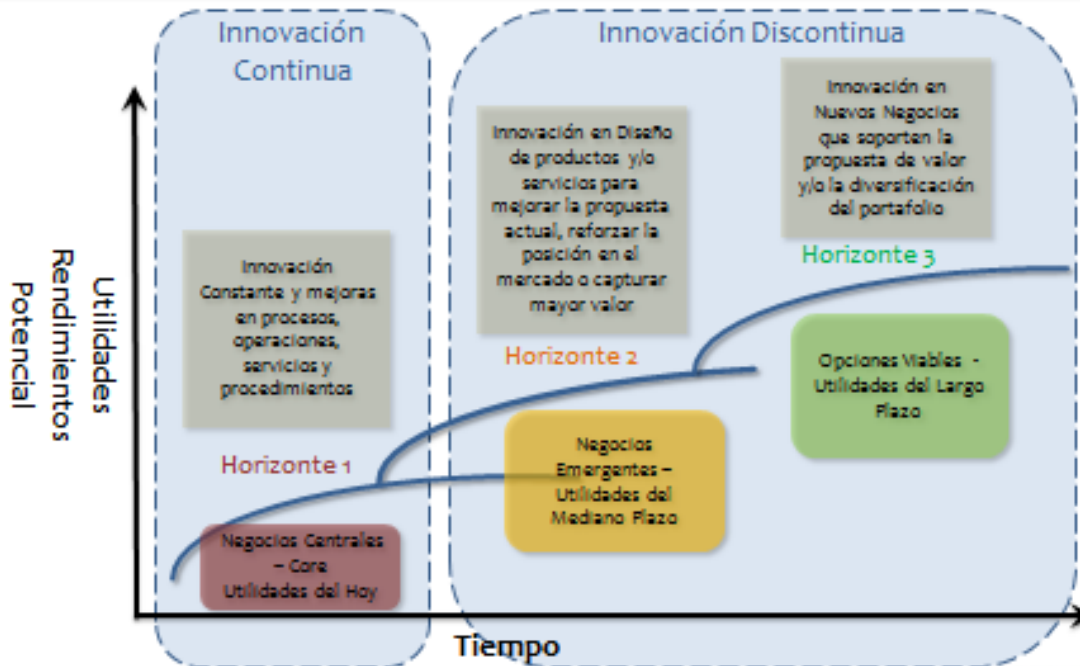 Innovación
Continua
Innovación Discontinua
Innovación en
Nuevos Negocios
que soporten la
propuesta de valor
y/o la diversificación
del portafolio
Innovación en Diseño
de productos y/o
servicios para
mejorar la propuesta
actual, reforzar la
posición en el
mercado o capturar
mayor valor
Innovación
Constante y mejoras
en procesos,
operaciones,
servicios y
procedimientos
Horizonte 3
Horizonte 2
Horizonte 1
Opciones Viables -
Utilidades del Largo
Plazo
Negocios
Emergentes –
Utilidades del
Mediano Plazo
Negocios Centrales
– Core
Utilidades del Hoy
Utilidades
Rendimientos
Potencial
Tiempo